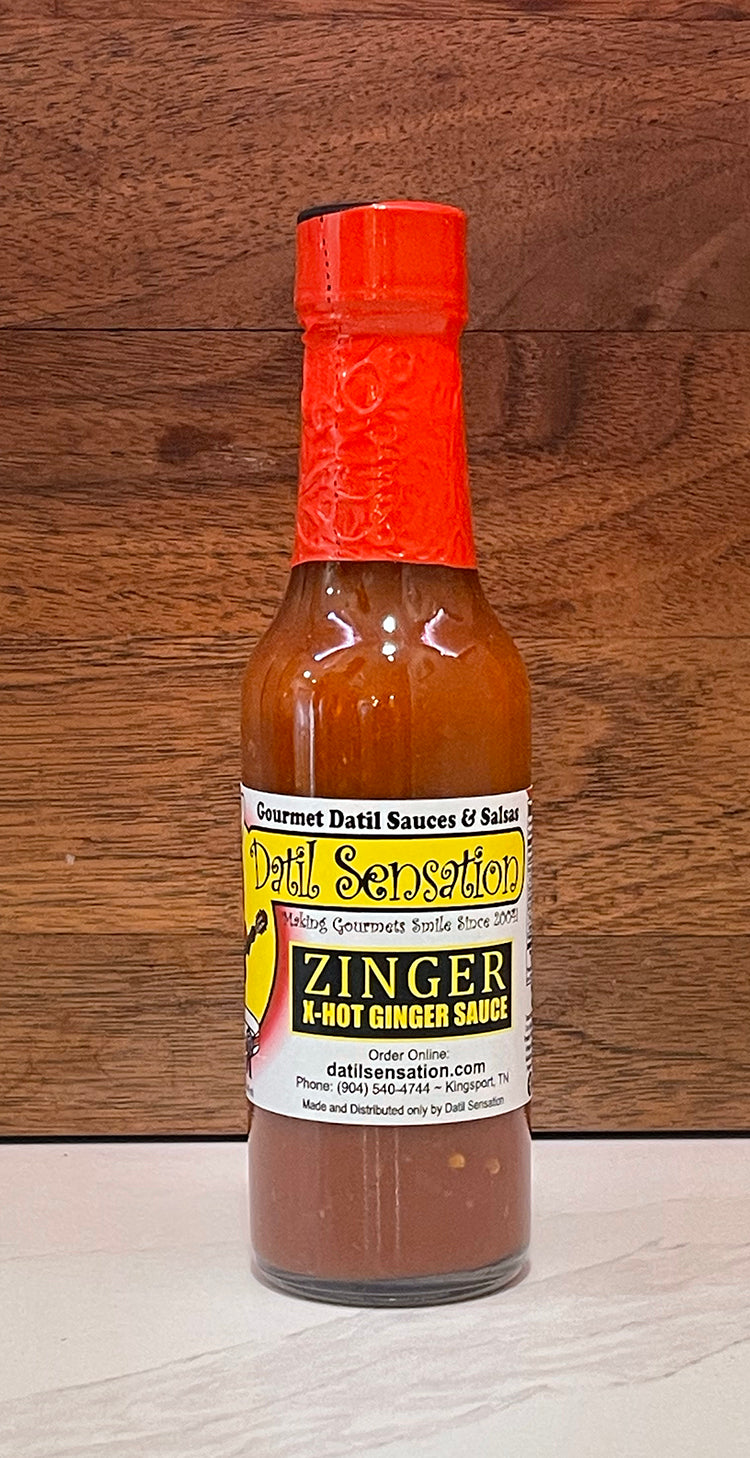 Gourmet Datil Sauces & Salsas
Datil Sensation
Making Gourmets Smile Since 2004
ZINGER
X-HOT GINGER SAUCE
Order Online:
datilsensation.com
Phone: (904) 540-4744 ~ Kingsport, TN
Made and Distributed only by Datil Sensation